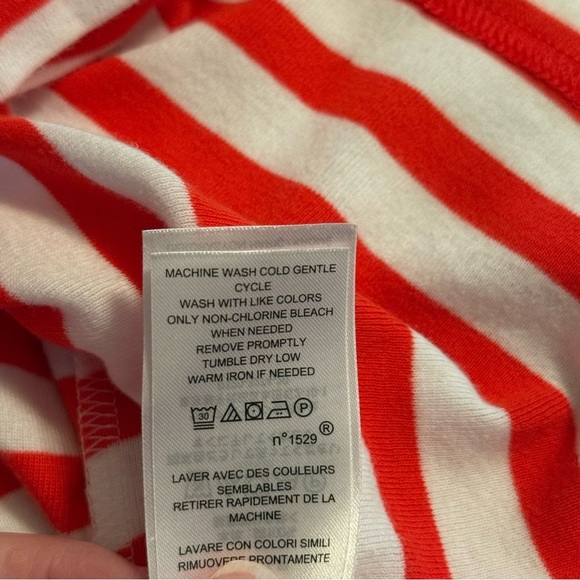 MACHINE WASH COLD GENTLE
CYCLE
WASH WITH LIKE COLORS
ONLY NON-CHLORINE BLEACH
WHEN NEEDED
REMOVE PROMPTLY
TUMBLE DRY LOW
WARM IRON IF NEEDED
30 P
n°1529®
LAVER AVEC DES COULEURS
SEMBLABLES
RETIRER RAPIDEMENT DE LA
MACHINE
LAVARE CON COLORI SIMILI
RIMUOVERE PRONTAMENTE